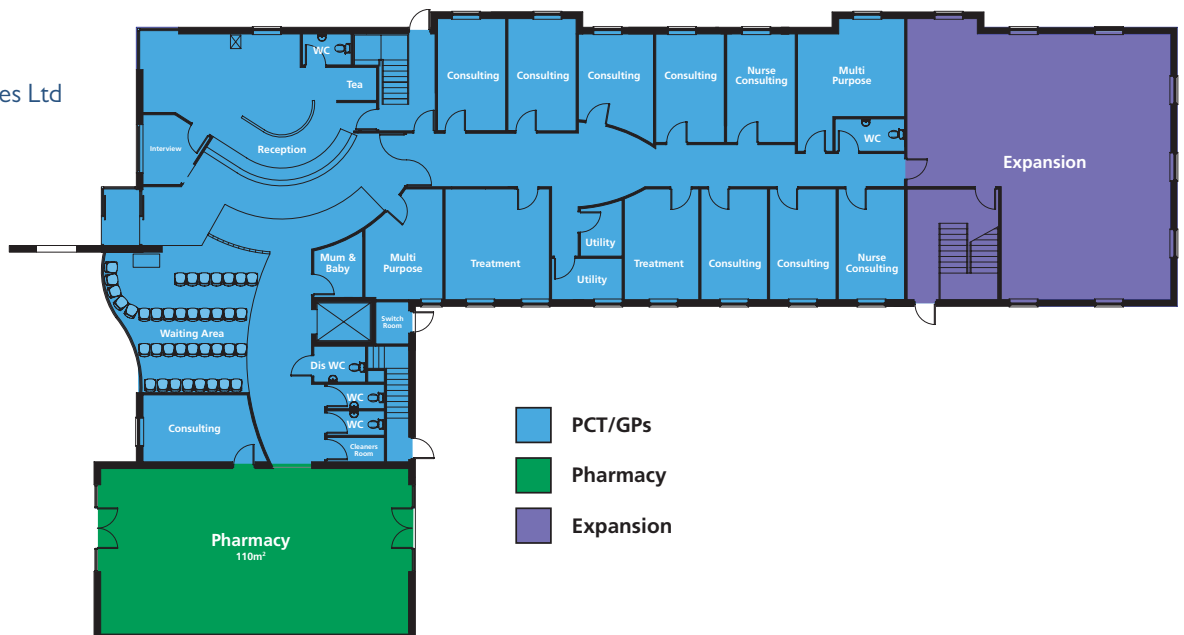 es Ltd
WC
Tea
Consulting
Consulting
Consulting
Consulting
Nurse
Consulting
Multi
Purpose
WC
Interview
Reception
Expansion
Mum &
Baby
Multi
Purpose
Treatment
Utility
Utility
Treatment
Consulting
Consulting
Nurse
Consulting
Switch
Room
Waiting Area
Dis WC
WC
WC
Cleaners
Room
Consulting
Pharmacy
110m²
PCT/GPs
Pharmacy
Expansion